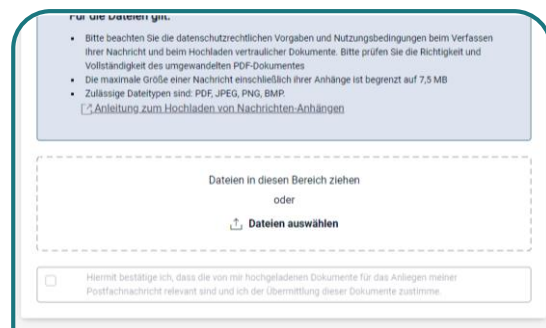 Für die Dateien gilt:
Bitte beachten Sie die datenschutzrechtlichen Vorgaben und Nutzungsbedingungen beim Verfassen
Ihrer Nachricht und beim Hochladen vertraulicher Dokumente. Bitte prüfen Sie die Richtigkeit und
Vollständigkeit des umgewandelten PDF-Dokumentes
Die maximale Größe einer Nachricht einschließlich ihrer Anhänge ist begrenzt auf 7,5 MB
Zulässige Dateitypen sind: PDF, JPEG, PNG, BMP.
Anleitung zum Hochladen von Nachrichten-Anhängen
Dateien in diesen Bereich ziehen
oder
Dateien auswählen
Hiermit bestätige ich, dass die von mir hochgeladenen Dokumente für das Anliegen meiner
Postfachnachricht relevant sind und ich der Übermittlung dieser Dokumente zustimme.